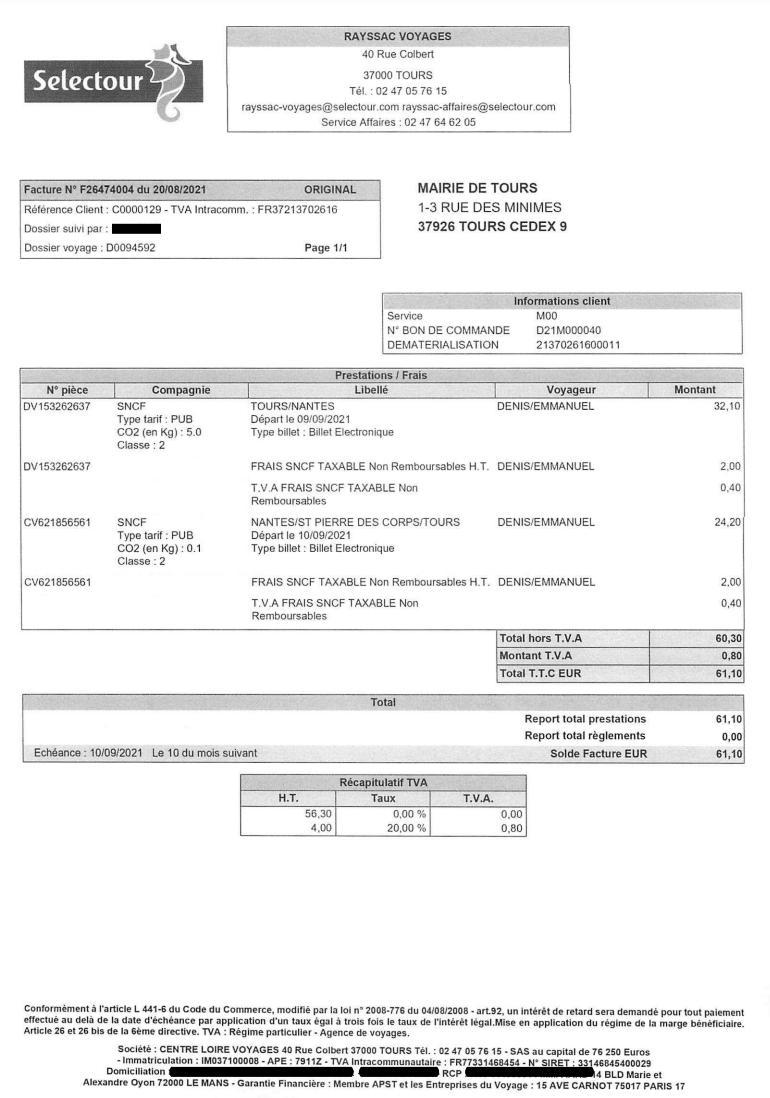 Selectour
RAYSSAC VOYAGES
40 Rue Colbert
37000 TOURS
Tél. : 02 47 05 76 15
rayssac-voyages@selectour.com rayssac-affaires@selectour.com
Service Affaires : 02 47 64 62 05
Facture N° F26474004 du 20/08/2021 ORIGINAL
Référence Client : C0000129 - TVA Intracomm. : FR37213702616
Dossier suivi par :
Dossier voyage : D0094592 Page 1/1
MAIRIE DE TOURS
1-3 RUE DES MINIMES
37926 TOURS CEDEX 9
Informations client
Service M00
N° BON DE COMMANDE D21M000040
DEMATERIALISATION 21370261600011
Prestations / Frais
N° pièce Compagnie Libellé Voyageur Montant
DV153262637 SNCF TOURS/NANTES DENIS/EMMANUEL 32,10
Type tarif : PUB Départ le 09/09/2021
CO2 (en Kg) : 5.0 Type billet : Billet Electronique
Classe : 2
DV153262637 FRAIS SNCF TAXABLE Non Remboursables H.T. DENIS/EMMANUEL 2,00
T.V.A FRAIS SNCF TAXABLE Non 0,40
Remboursables
CV621856561 SNCF NANTES/ST PIERRE DES CORPS/TOURS DENIS/EMMANUEL 24,20
Type tarif : PUB Départ le 10/09/2021
CO2 (en Kg) : 0.1 Type billet : Billet Electronique
Classe : 2
CV621856561 FRAIS SNCF TAXABLE Non Remboursables H.T. DENIS/EMMANUEL 2,00
T.V.A FRAIS SNCF TAXABLE Non 0,40
Remboursables
Total hors T.V.A 60,30
Montant T.V.A 0,80
Total T.T.C EUR 61,10
Total
Report total prestations 61,10
Report total règlements 0,00
Echéance : 10/09/2021 Le 10 du mois suivant Solde Facture EUR 61,10
Récapitulatif TVA
H.T. Taux T.V.A.
56,30 0,00 % 0,00
4,00 20,00 % 0,80
Conformément à l'article L 441-6 du Code du Commerce, modifié par la loi n° 2008-776 du 04/08/2008 - art.92, un intérêt de retard sera demandé pour tout paiement
effectué au delà de la date d'échéance par application d'un taux égal à trois fois le taux de l'intérêt légal.Mise en application du régime de la marge bénéficiaire.
Article 26 et 26 bis de la 6ème directive. TVA : Régime particulier - Agence de voyages.
Société : CENTRE LOIRE VOYAGES 40 Rue Colbert 37000 TOURS Tél. : 02 47 05 76 15 - SAS au capital de 76 250 Euros
- Immatriculation : IM037100008 - APE : 7911Z - TVA Intracommunautaire : FR77331468454 - N° SIRET : 33146845400029
Domiciliation RCP 4 BLD Marie et
Alexandre Oyon 72000 LE MANS - Garantie Financière : Membre APST et les Entreprises du Voyage : 15 AVE CARNOT 75017 PARIS 17